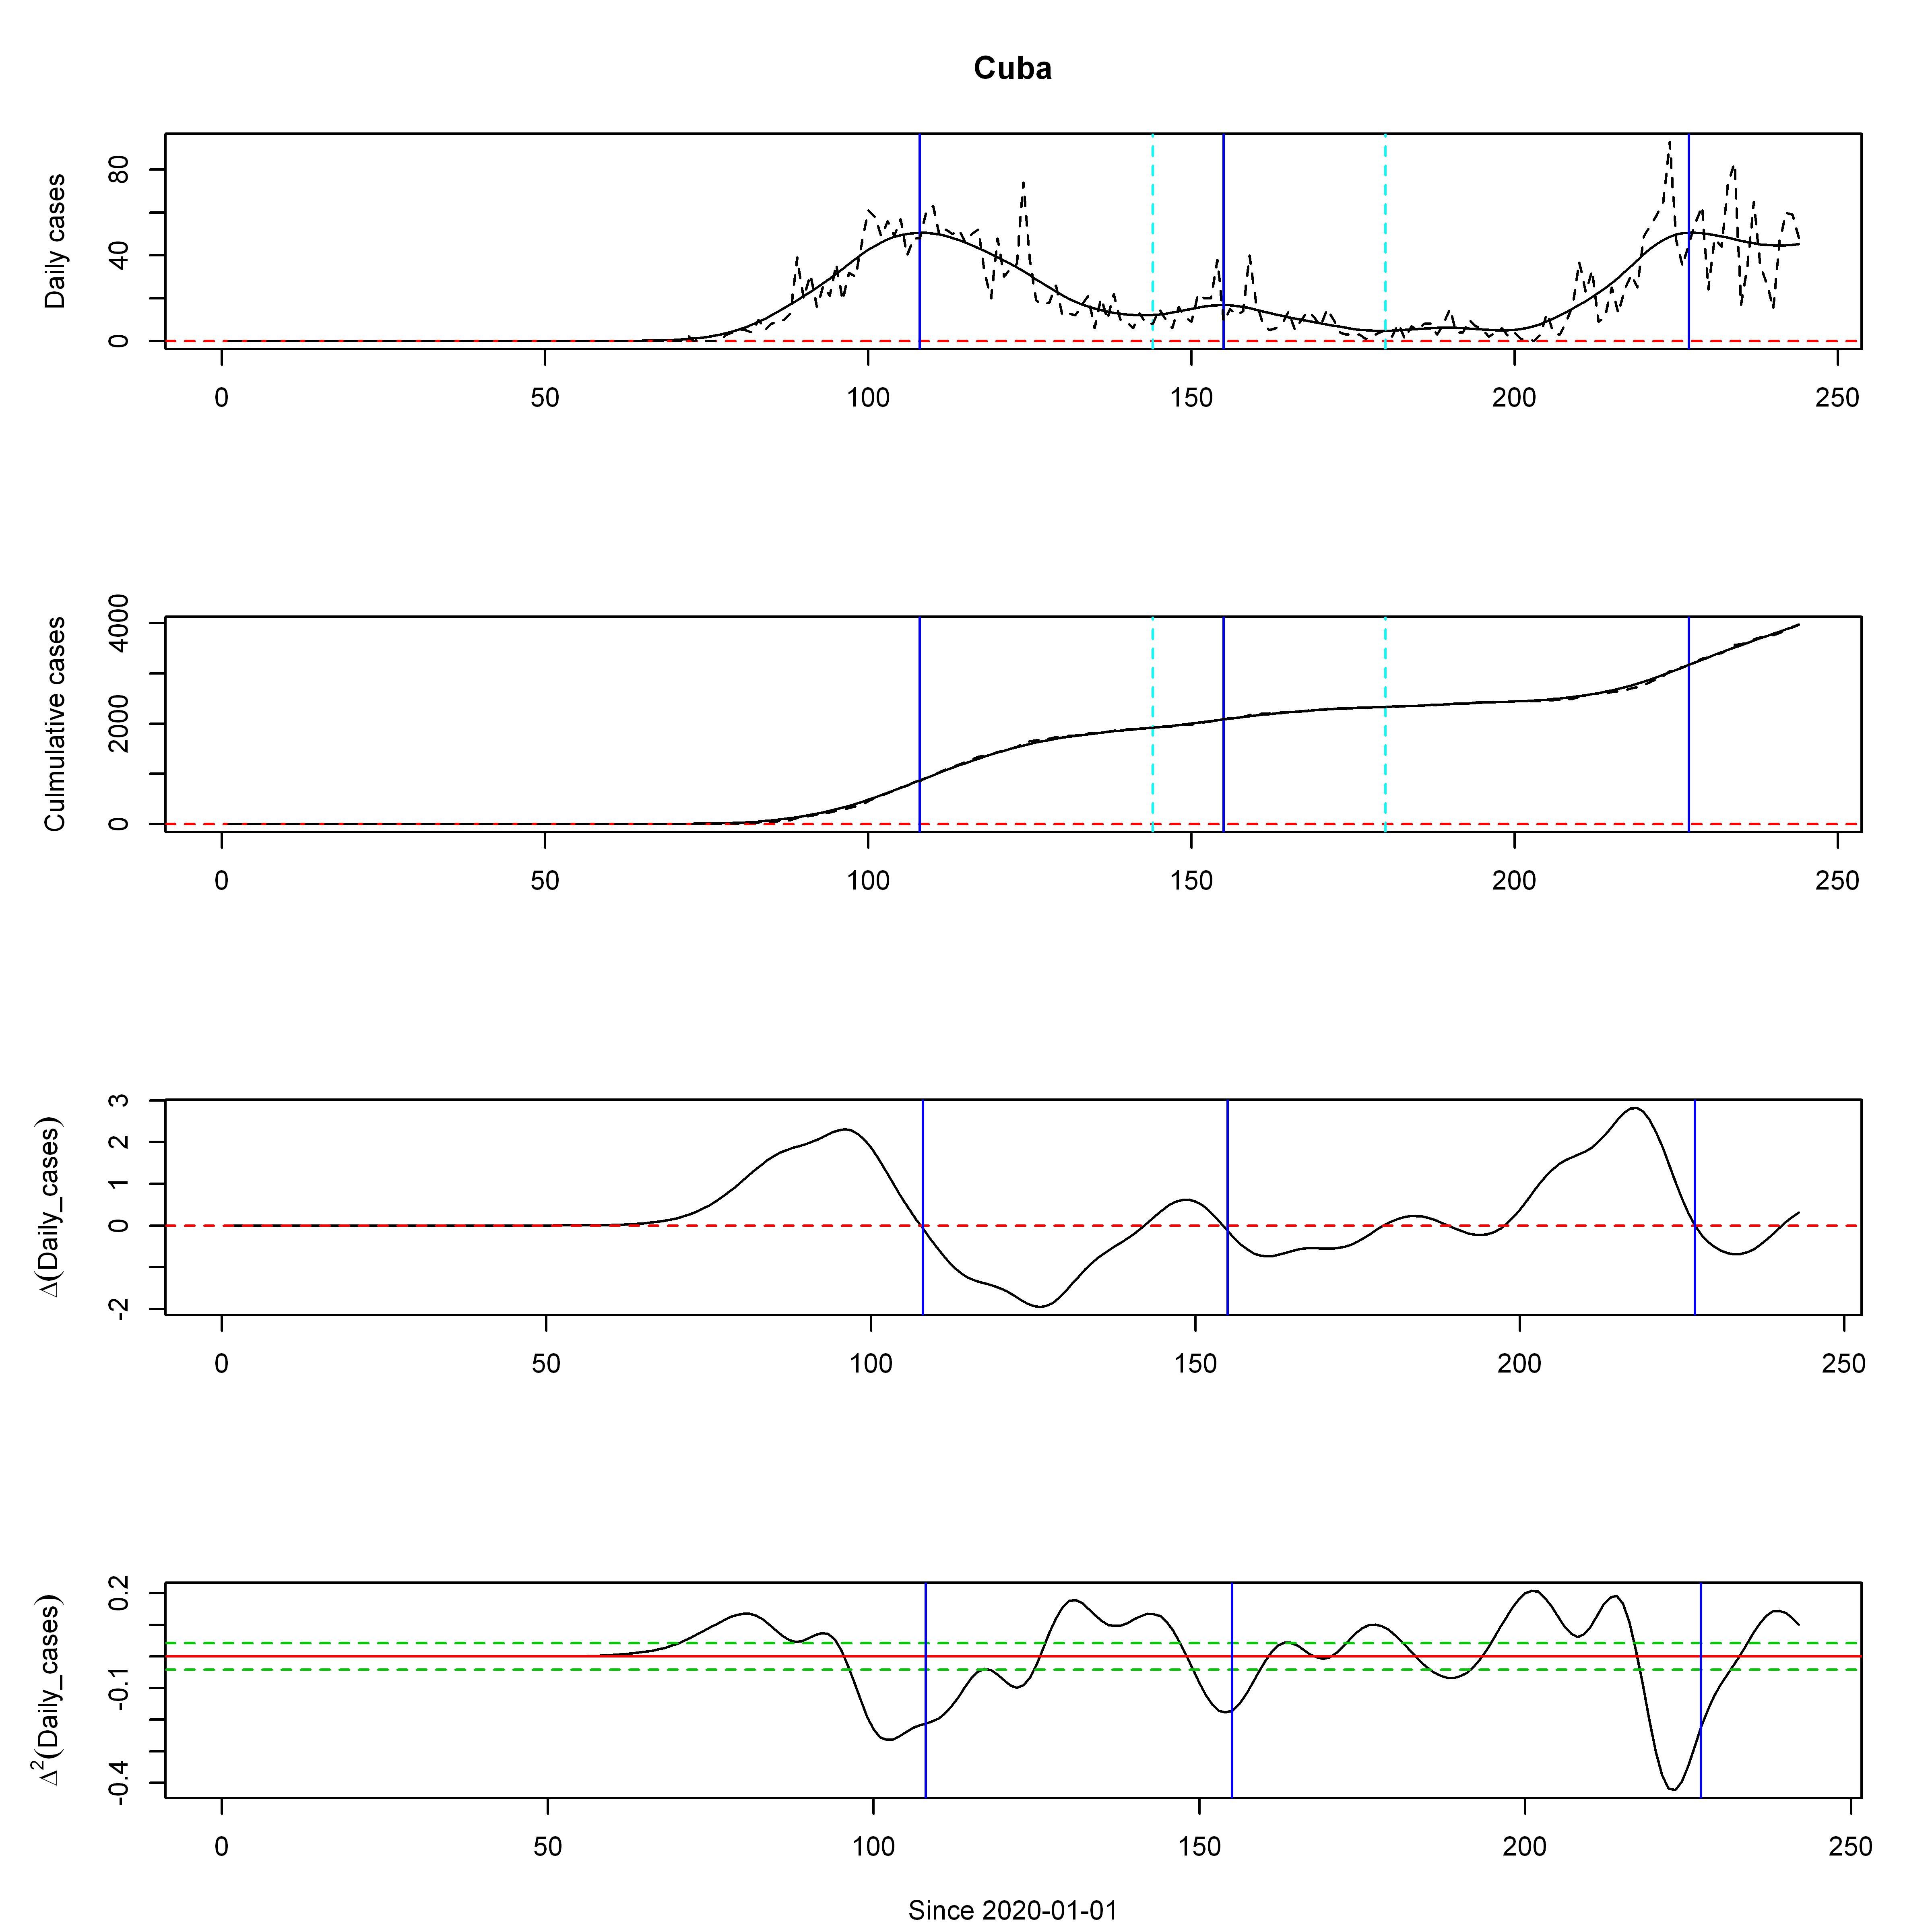 Cuba
Daily cases
80
40
0
0 50 100 150 200 250
Culmulative cases
4000
2000
0
0 50 100 150 200 250
Δ(Daily_cases)
3
2
1
0
-2
0 50 100 150 200 250
Δ²(Daily_cases)
0.2
-0.1
-0.4
0 50 100 150 200 250
Since 2020-01-01